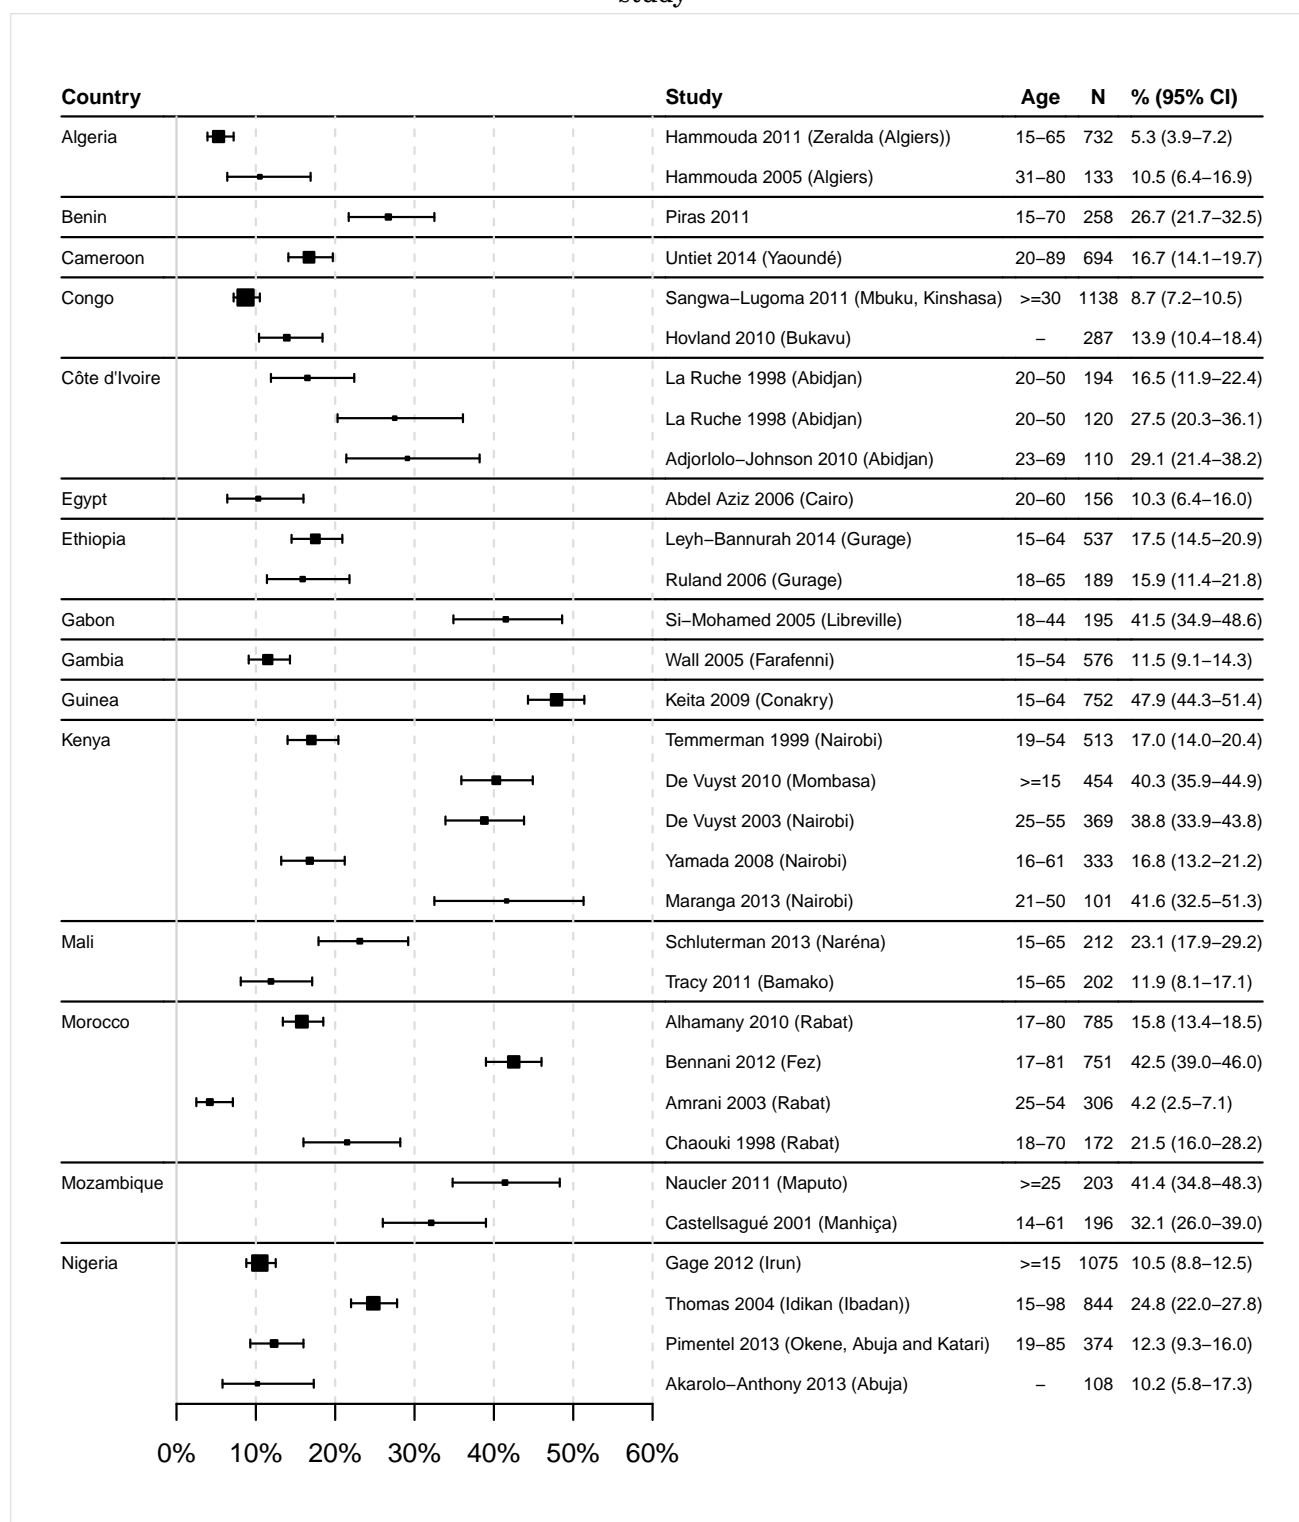 study
Country Study Age N % (95% CI)
Algeria Hammouda 2011 (Zeralda (Algiers)) 15−65 732 5.3 (3.9−7.2)
Hammouda 2005 (Algiers) 31−80 133 10.5 (6.4−16.9)
Benin Piras 2011 15−70 258 26.7 (21.7−32.5)
Cameroon Untiet 2014 (Yaoundé) 20−89 694 16.7 (14.1−19.7)
Congo Sangwa−Lugoma 2011 (Mbuku, Kinshasa) >=30 1138 8.7 (7.2−10.5)
Hovland 2010 (Bukavu) − 287 13.9 (10.4−18.4)
Côte d'Ivoire La Ruche 1998 (Abidjan) 20−50 194 16.5 (11.9−22.4)
La Ruche 1998 (Abidjan) 20−50 120 27.5 (20.3−36.1)
Adjorlolo−Johnson 2010 (Abidjan) 23−69 110 29.1 (21.4−38.2)
Egypt Abdel Aziz 2006 (Cairo) 20−60 156 10.3 (6.4−16.0)
Ethiopia Leyh−Bannurah 2014 (Gurage) 15−64 537 17.5 (14.5−20.9)
Ruland 2006 (Gurage) 18−65 189 15.9 (11.4−21.8)
Gabon Si−Mohamed 2005 (Libreville) 18−44 195 41.5 (34.9−48.6)
Gambia Wall 2005 (Farafenni) 15−54 576 11.5 (9.1−14.3)
Guinea Keita 2009 (Conakry) 15−64 752 47.9 (44.3−51.4)
Kenya Temmerman 1999 (Nairobi) 19−54 513 17.0 (14.0−20.4)
De Vuyst 2010 (Mombasa) >=15 454 40.3 (35.9−44.9)
De Vuyst 2003 (Nairobi) 25−55 369 38.8 (33.9−43.8)
Yamada 2008 (Nairobi) 16−61 333 16.8 (13.2−21.2)
Maranga 2013 (Nairobi) 21−50 101 41.6 (32.5−51.3)
Mali Schluterman 2013 (Naréna) 15−65 212 23.1 (17.9−29.2)
Tracy 2011 (Bamako) 15−65 202 11.9 (8.1−17.1)
Morocco Alhamany 2010 (Rabat) 17−80 785 15.8 (13.4−18.5)
Bennani 2012 (Fez) 17−81 751 42.5 (39.0−46.0)
Amrani 2003 (Rabat) 25−54 306 4.2 (2.5−7.1)
Chaouki 1998 (Rabat) 18−70 172 21.5 (16.0−28.2)
Mozambique Naucler 2011 (Maputo) >=25 203 41.4 (34.8−48.3)
Castellsagué 2001 (Manhiça) 14−61 196 32.1 (26.0−39.0)
Nigeria Gage 2012 (Irun) >=15 1075 10.5 (8.8−12.5)
Thomas 2004 (Idikan (Ibadan)) 15−98 844 24.8 (22.0−27.8)
Pimentel 2013 (Okene, Abuja and Katari) 19−85 374 12.3 (9.3−16.0)
Akarolo−Anthony 2013 (Abuja) − 108 10.2 (5.8−17.3)
0% 10% 20% 30% 40% 50% 60%